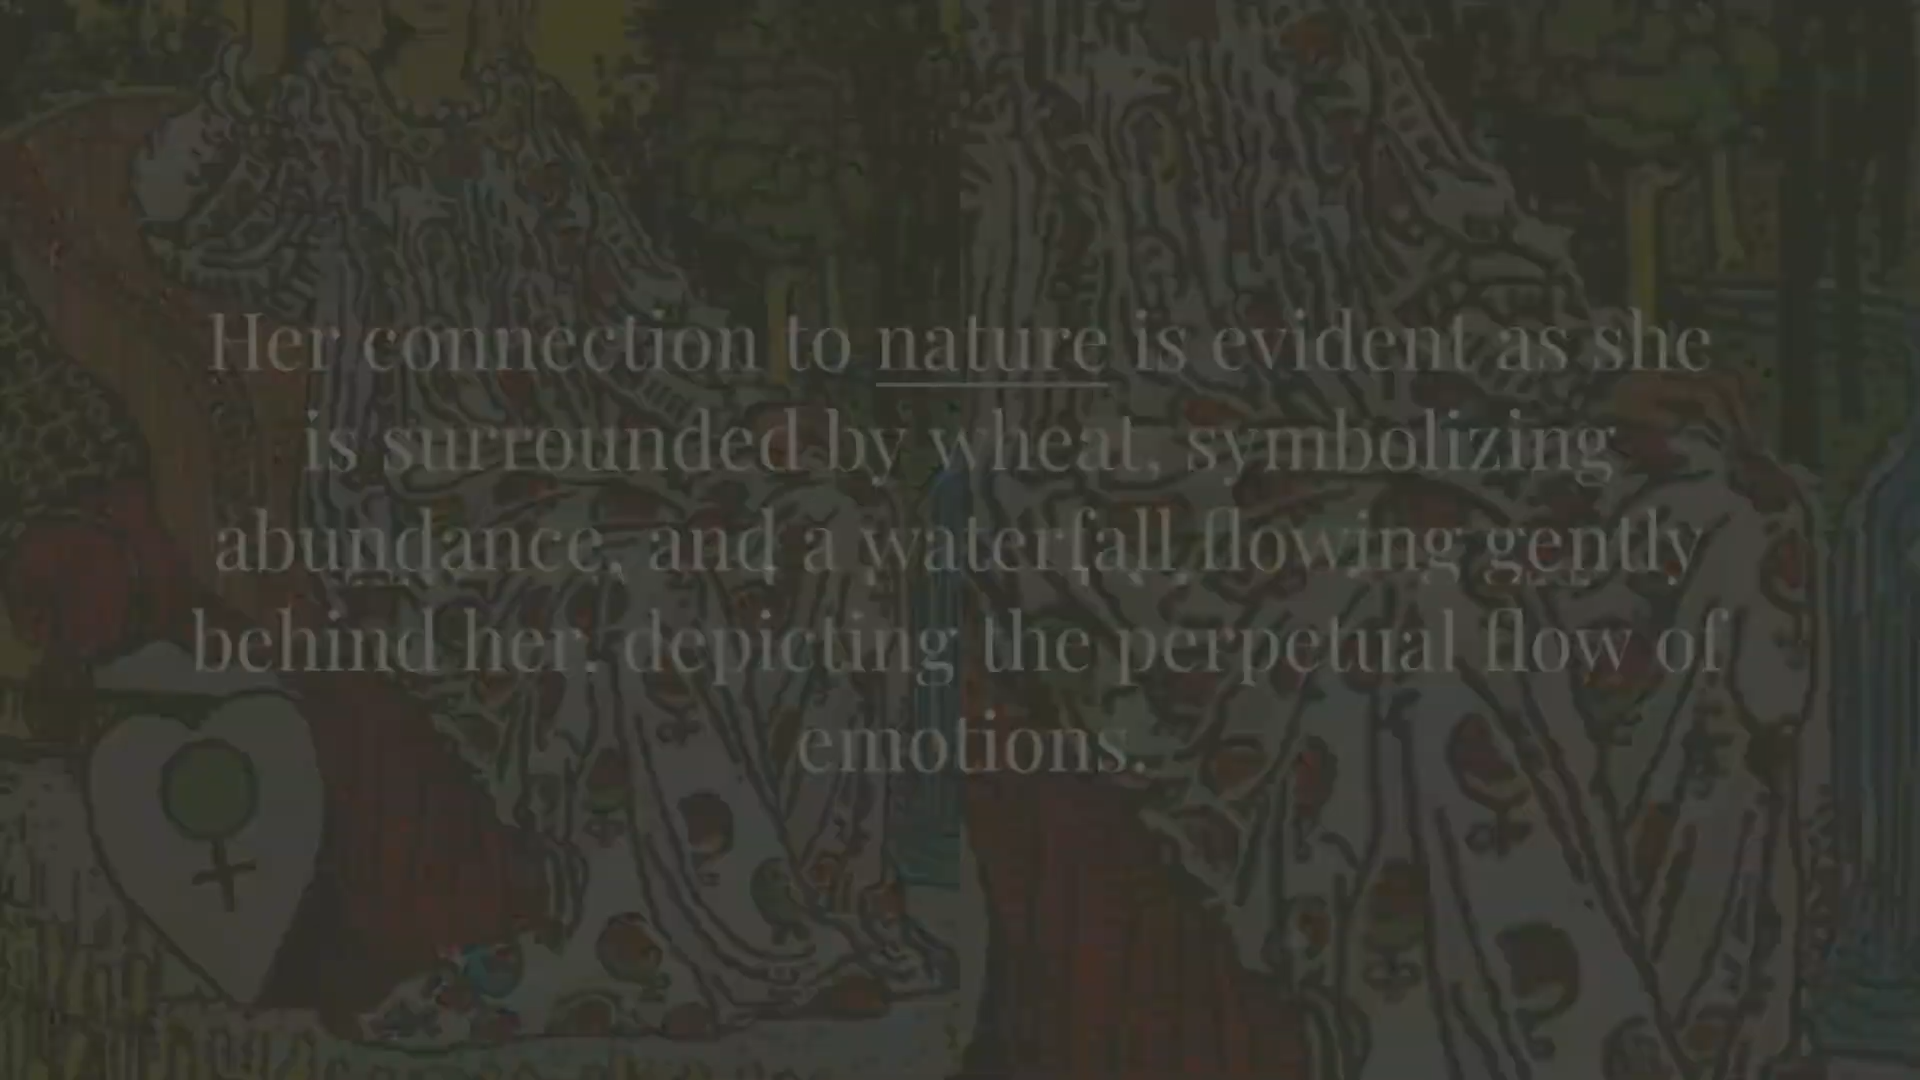 Her connection to nature is evident as she
is surrounded by wheat, symbolizing
abundance, and a waterfall flowing gently
behind her, depicting the perpetual flow of
emotions.